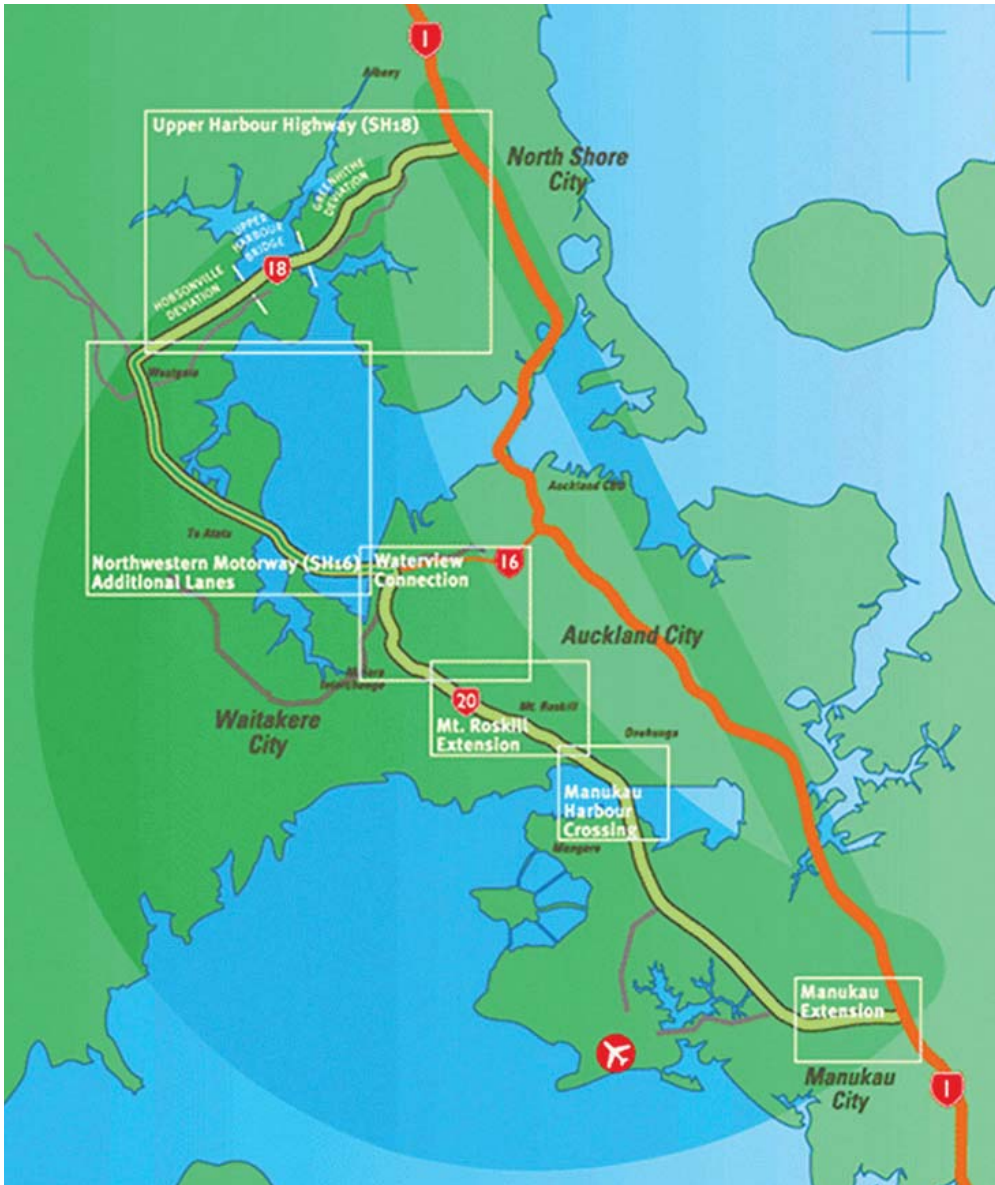 1
Albany
Upper Harbour Highway (SH18)
North Shore
City
GREENHITHE
DEVIATION
UPPER
HARBOUR
BRIDGE
18
HOBSONVILLE
DEVIATION
Westgate
Auckland CBD
Te Atatu
Northwestern Motorway (SH16)
Additional Lanes
Waterview
Connection
16
Auckland City
Interchange
20
Mt. Roskill
Mt. Roskill
Extension
Waitakere
City
Onehunga
Manukau
Harbour
Crossing
Mangere
Manukau
Extension
Manukau
City
1